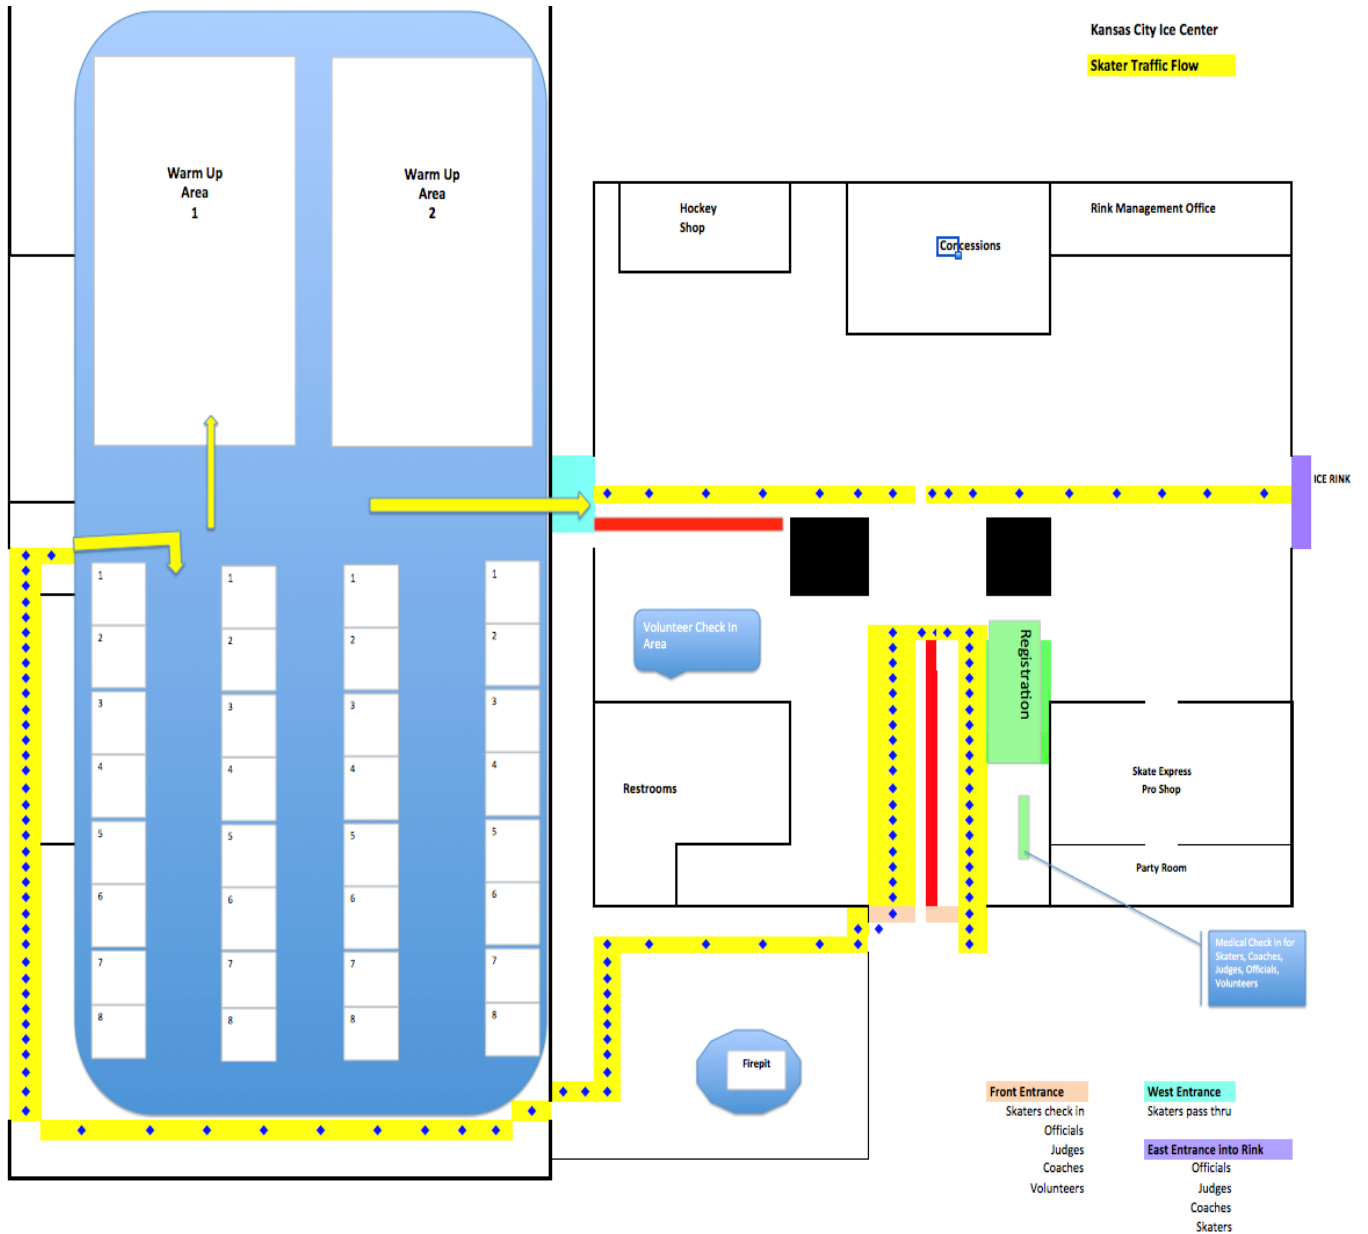 Kansas City Ice Center
Skater Traffic Flow
Warm Up
Area
1
Warm Up
Area
2
Hockey
Shop
Concessions
Rink Management Office
ICE RINK
1
2
3
4
5
6
7
8
1
2
3
4
5
6
7
8
1
2
3
4
5
6
7
8
1
2
3
4
5
6
7
8
Volunteer Check In
Area
Registration
Restrooms
Skate Express
Pro Shop
Party Room
Medical Check in for
Skaters, Coaches,
Judges, Officials,
Volunteers
Firepit
Front Entrance
Skaters check in
Officials
Judges
Coaches
Volunteers
West Entrance
Skaters pass thru
East Entrance into Rink
Officials
Judges
Coaches
Skaters